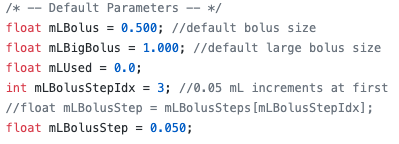 /* -- Default Parameters -- */
float mLBolus = 0.500; //default bolus size
float mLBigBolus = 1.000; //default large bolus size
float mLUsed = 0.0;
int mLBolusStepIdx = 3; //0.05 mL increments at first
//float mLBolusStep = mLBolusSteps[mLBolusStepIdx];
float mLBolusStep = 0.050;